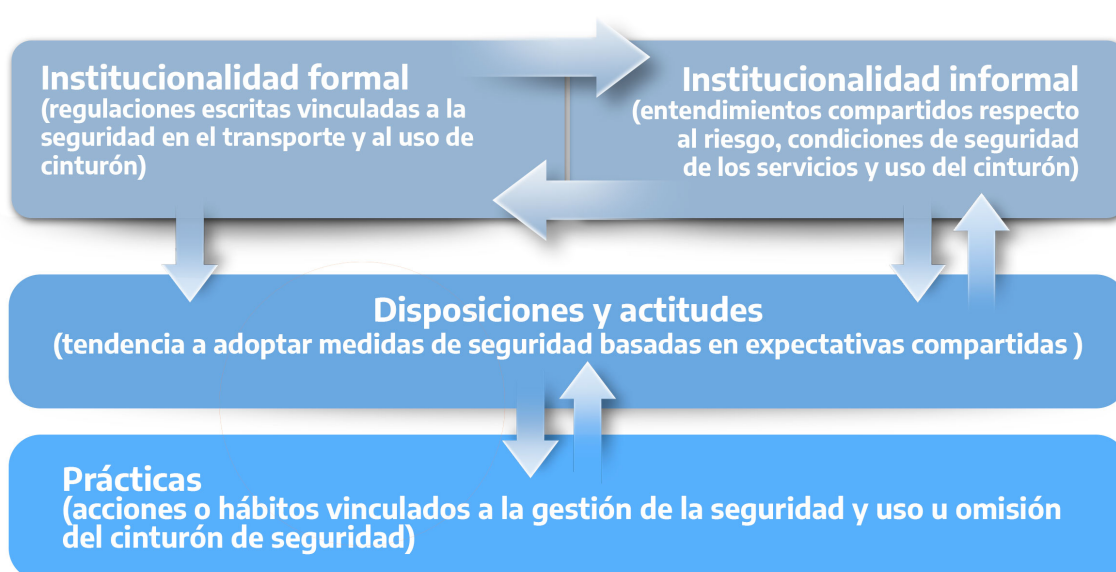 Institucionalidad formal
(regulaciones escritas vinculadas a la
seguridad en el transporte y al uso de
cinturón)
Institucionalidad informal
(entendimientos compartidos respecto
al riesgo, condiciones de seguridad
de los servicios y uso del cinturón)
Disposiciones y actitudes
(tendencia a adoptar medidas de seguridad basadas en expectativas compartidas )
Prácticas
(acciones o hábitos vinculados a la gestión de la seguridad y uso u omisión
del cinturón de seguridad)